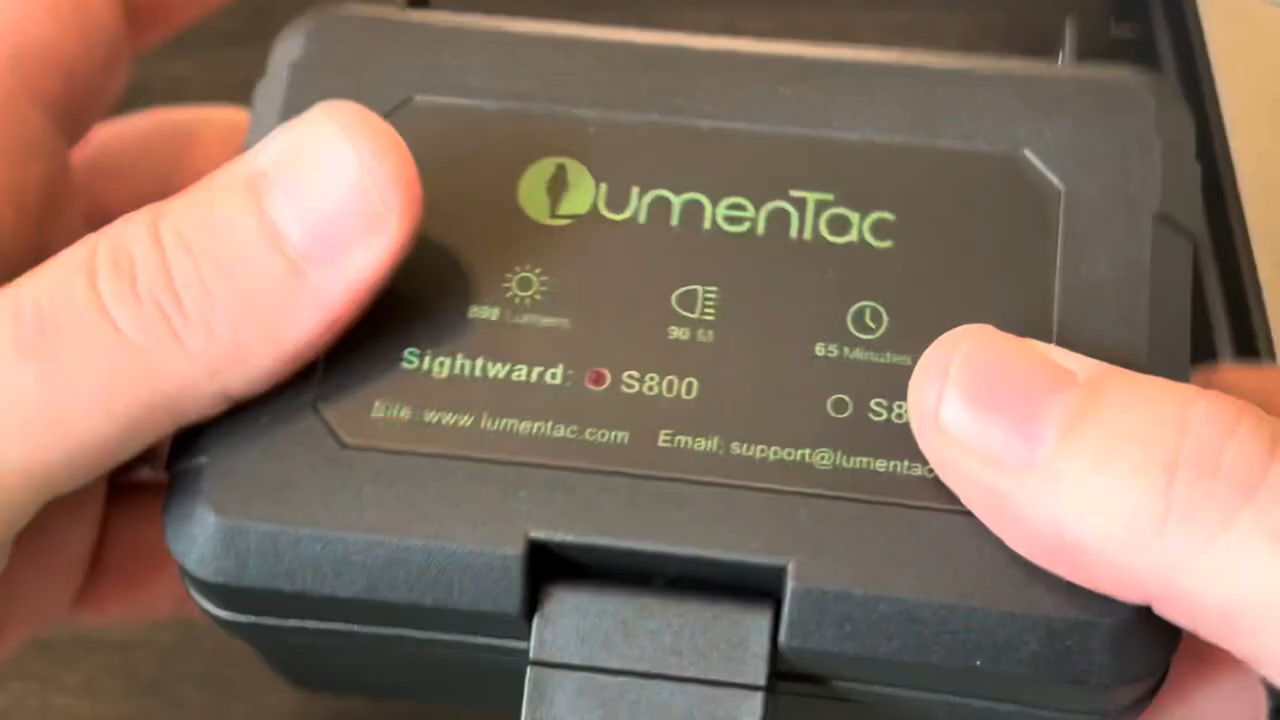 LumenTac
90 M
65 Minutes
Sightward: S800 S8
www.lumentac.com Email: support@lumentac